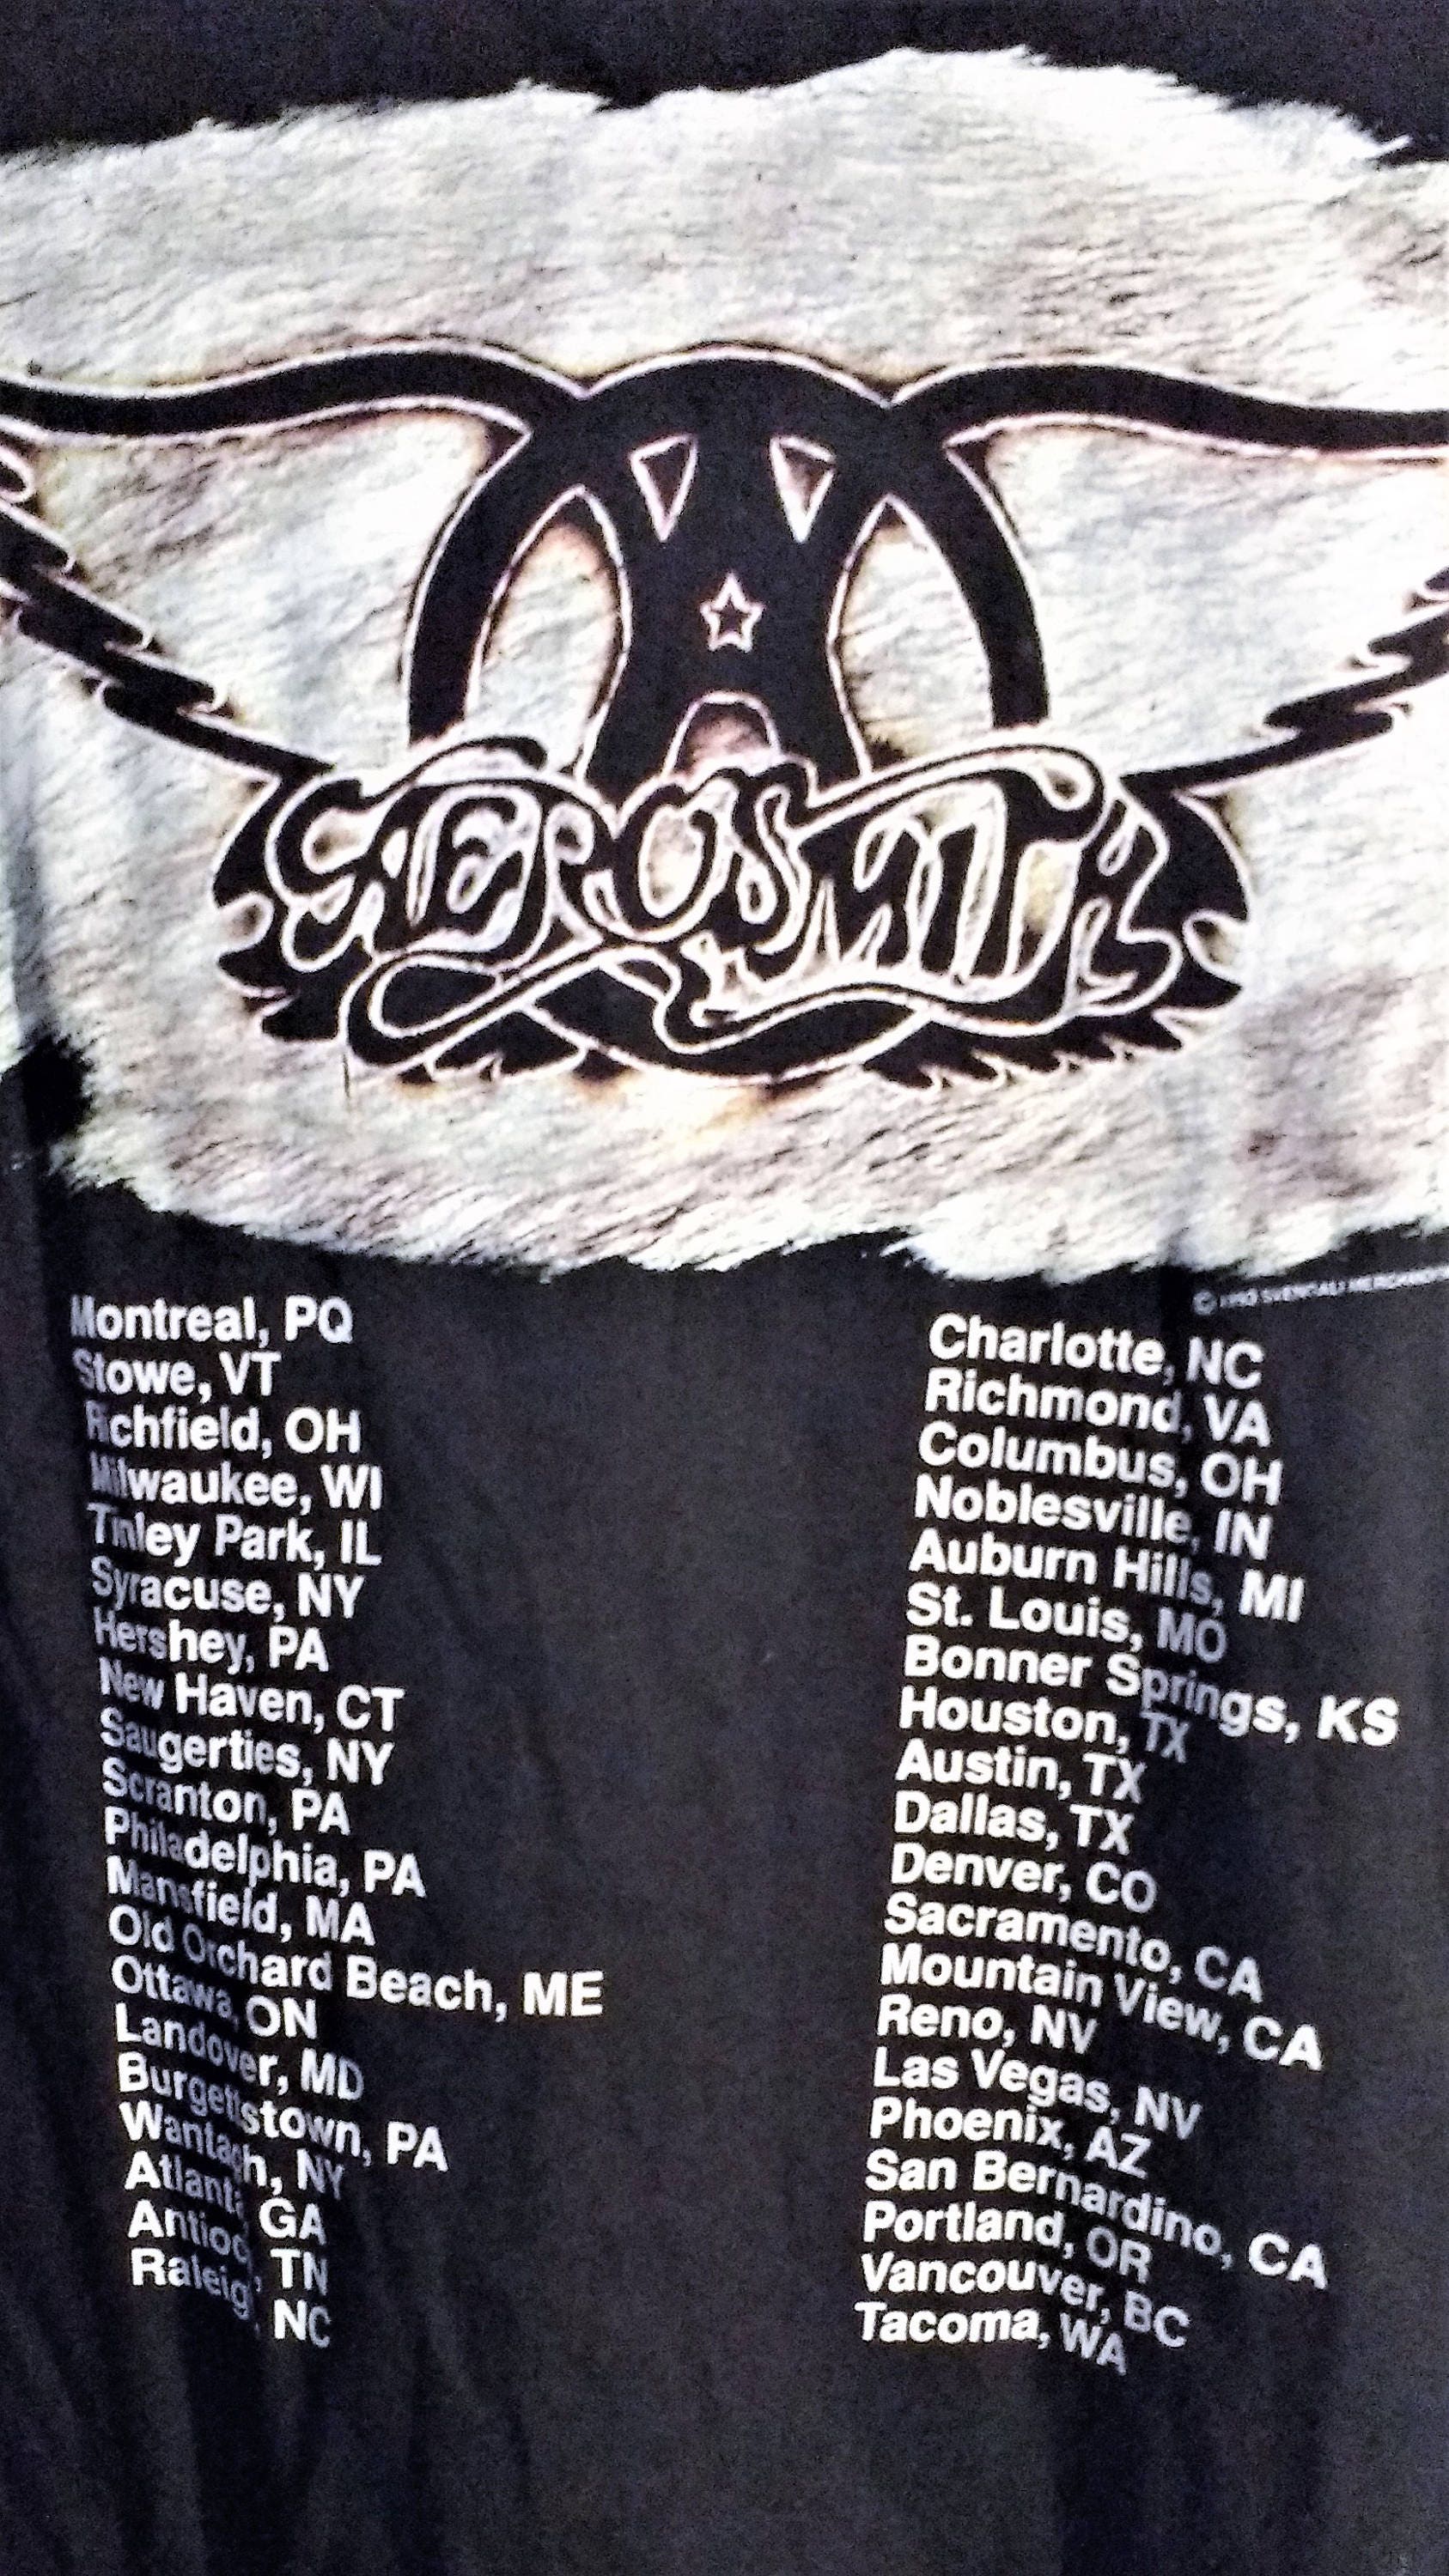 AEROSMITH
© SVENGALI
Montreal, PQ
Stowe, VT
Richfield, OH
Milwaukee, WI
Tinley Park, IL
Syracuse, NY
Hershey, PA
New Haven, CT
Saugerties, NY
Scranton, PA
Philadelphia, PA
Mansfield, MA
Old Orchard Beach, ME
Ottawa, ON
Landover, MD
Burgettstown, PA
Wantagh, NY
Atlanta, GA
Antioch, TN
Raleigh, NC
Charlotte, NC
Richmond, VA
Columbus, OH
Noblesville, IN
Auburn Hills, MI
St. Louis, MO
Bonner Springs, KS
Houston, TX
Austin, TX
Dallas, TX
Denver, CO
Sacramento, CA
Mountain View, CA
Reno, NV
Las Vegas, NV
Phoenix, AZ
San Bernardino, CA
Portland, OR
Vancouver, BC
Tacoma, WA